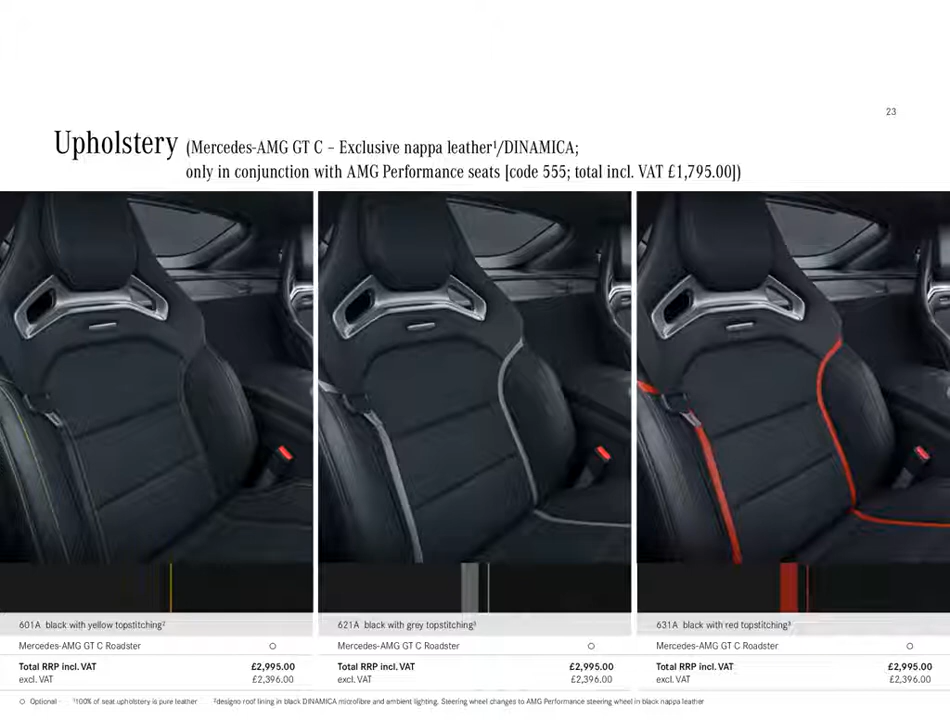 23
Upholstery (Mercedes-AMG GT C – Exclusive nappa leather¹/DINAMICA;
only in conjunction with AMG Performance seats [code 555; total incl. VAT £1,795.00])
601A black with yellow topstitching²
621A black with grey topstitching³
631A black with red topstitching³
Mercedes-AMG GT C Roadster ○
Mercedes-AMG GT C Roadster ○
Mercedes-AMG GT C Roadster ○
Total RRP incl. VAT £2,995.00
Total RRP incl. VAT £2,995.00
Total RRP incl. VAT £2,995.00
excl. VAT £2,396.00
excl. VAT £2,396.00
excl. VAT £2,396.00
○ Optional · ¹100% of seat upholstery is pure leather ²designo roof lining in black DINAMICA microfibre and ambient lighting. Steering wheel changes to AMG Performance steering wheel in black nappa leather